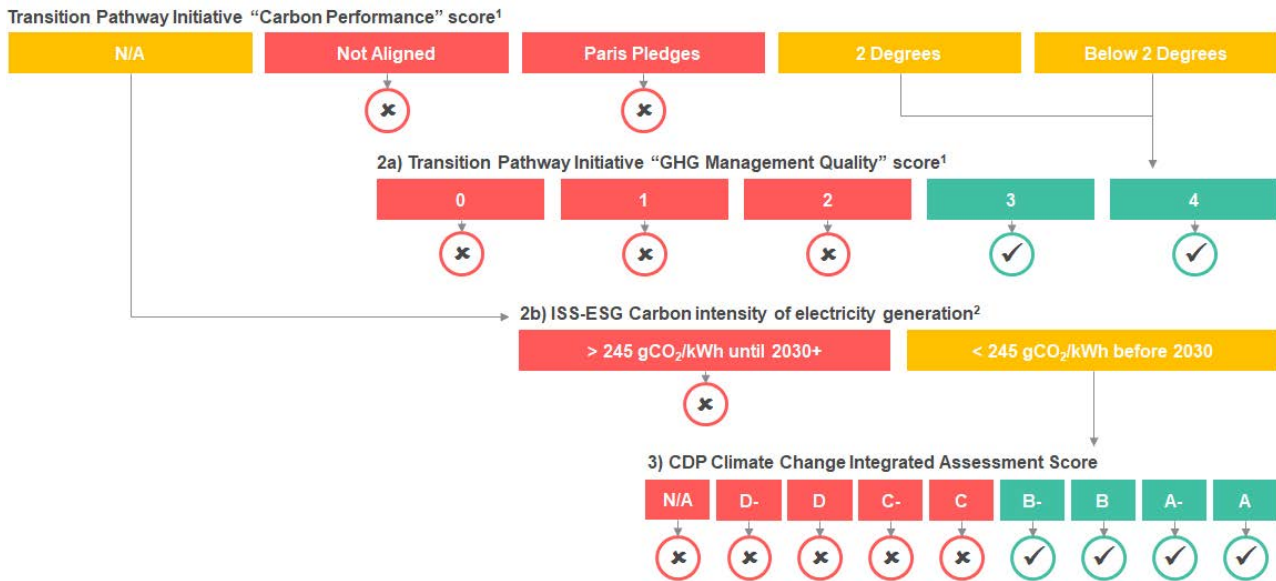 Transition Pathway Initiative “Carbon Performance” score¹
N/A
Not Aligned
Paris Pledges
2 Degrees
Below 2 Degrees
2a) Transition Pathway Initiative “GHG Management Quality” score¹
0
1
2
3
4
2b) ISS-ESG Carbon intensity of electricity generation²
> 245 gCO₂/kWh until 2030+
< 245 gCO₂/kWh before 2030
3) CDP Climate Change Integrated Assessment Score
N/A
D-
D
C-
C
B-
B
A-
A